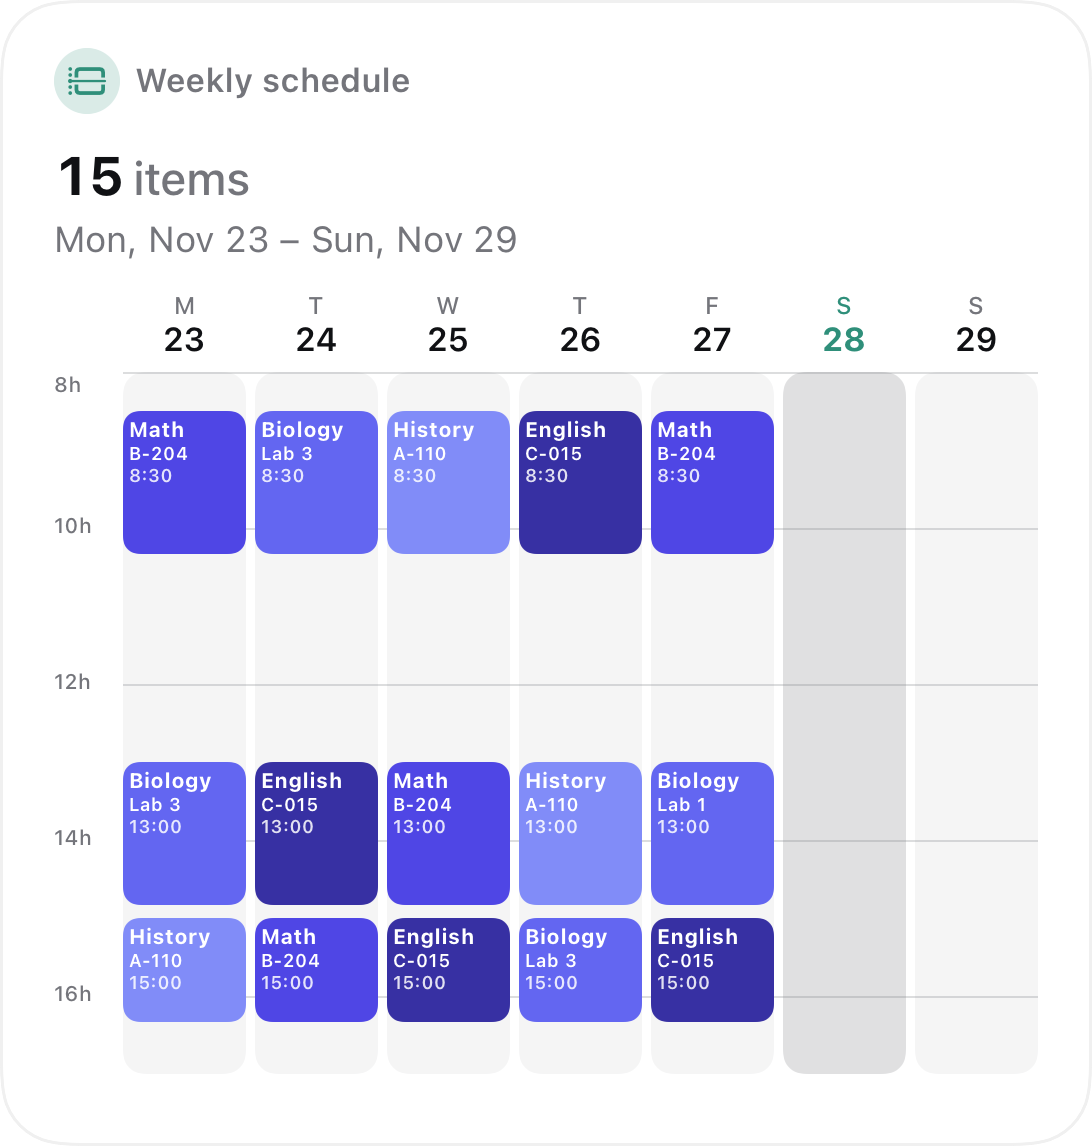 Weekly schedule
15 items
Mon, Nov 23 – Sun, Nov 29
M T W T F S S
23 24 25 26 27 28 29
8h
Math
B-204
8:30
Biology
Lab 3
8:30
History
A-110
8:30
English
C-015
8:30
Math
B-204
8:30
10h
12h
Biology
Lab 3
13:00
English
C-015
13:00
Math
B-204
13:00
History
A-110
13:00
Biology
Lab 1
13:00
14h
History
A-110
15:00
Math
B-204
15:00
English
C-015
15:00
Biology
Lab 3
15:00
English
C-015
15:00
16h